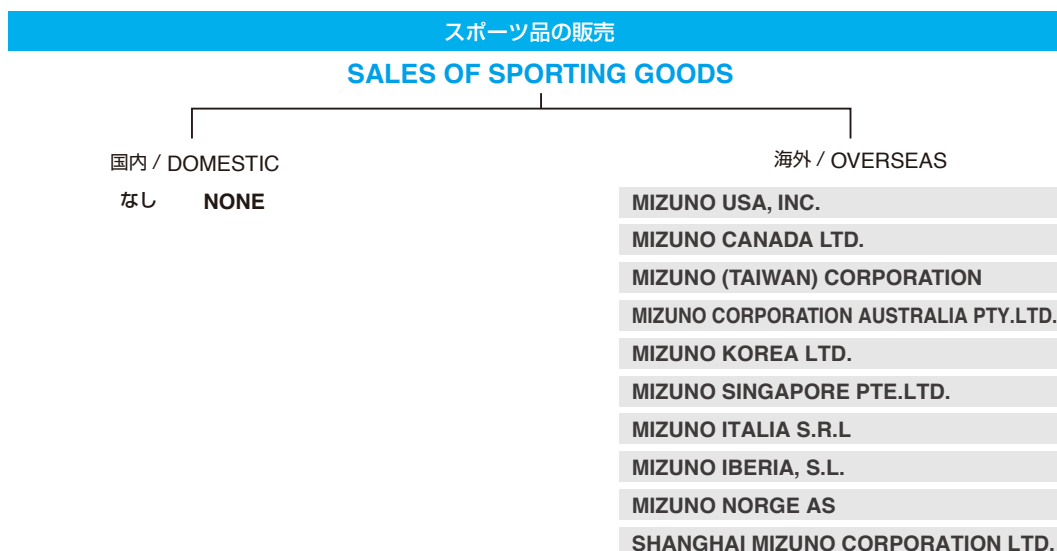 スポーツ品の販売
SALES OF SPORTING GOODS
国内 / DOMESTIC
なし NONE
海外 / OVERSEAS
MIZUNO USA, INC.
MIZUNO CANADA LTD.
MIZUNO (TAIWAN) CORPORATION
MIZUNO CORPORATION AUSTRALIA PTY.LTD.
MIZUNO KOREA LTD.
MIZUNO SINGAPORE PTE.LTD.
MIZUNO ITALIA S.R.L
MIZUNO IBERIA, S.L.
MIZUNO NORGE AS
SHANGHAI MIZUNO CORPORATION LTD.